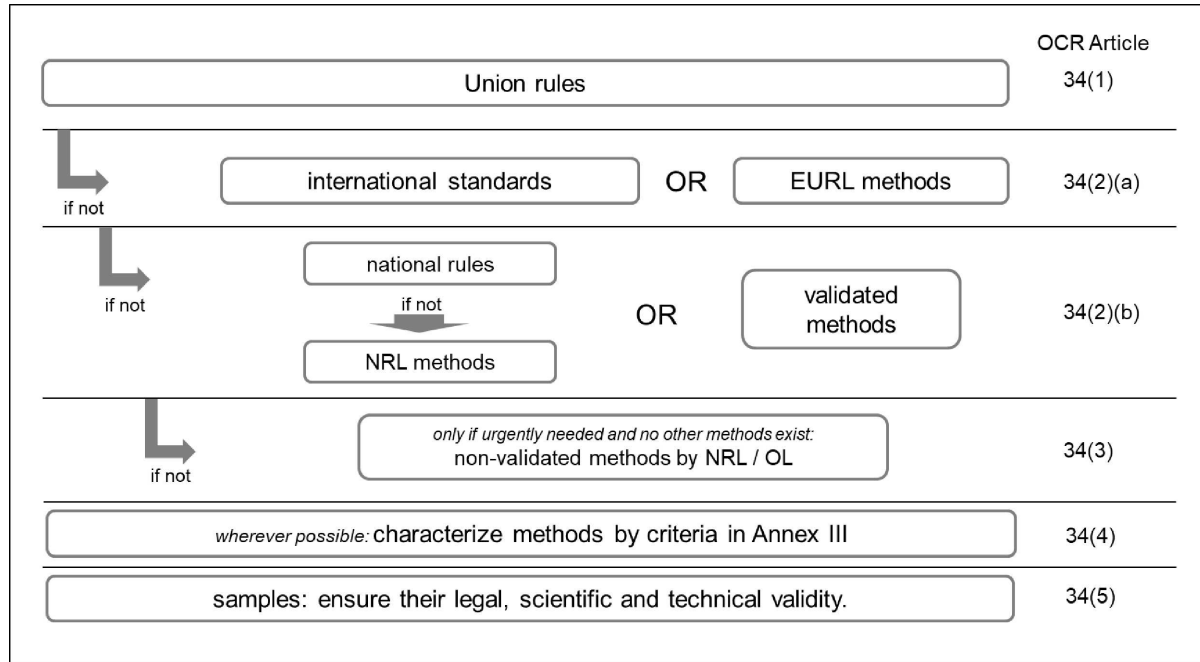 OCR Article
Union rules
34(1)
if not
international standards
OR
EURL methods
34(2)(a)
if not
national rules
if not
NRL methods
OR
validated
methods
34(2)(b)
if not
only if urgently needed and no other methods exist:
non-validated methods by NRL / OL
34(3)
wherever possible: characterize methods by criteria in Annex III
34(4)
samples: ensure their legal, scientific and technical validity.
34(5)